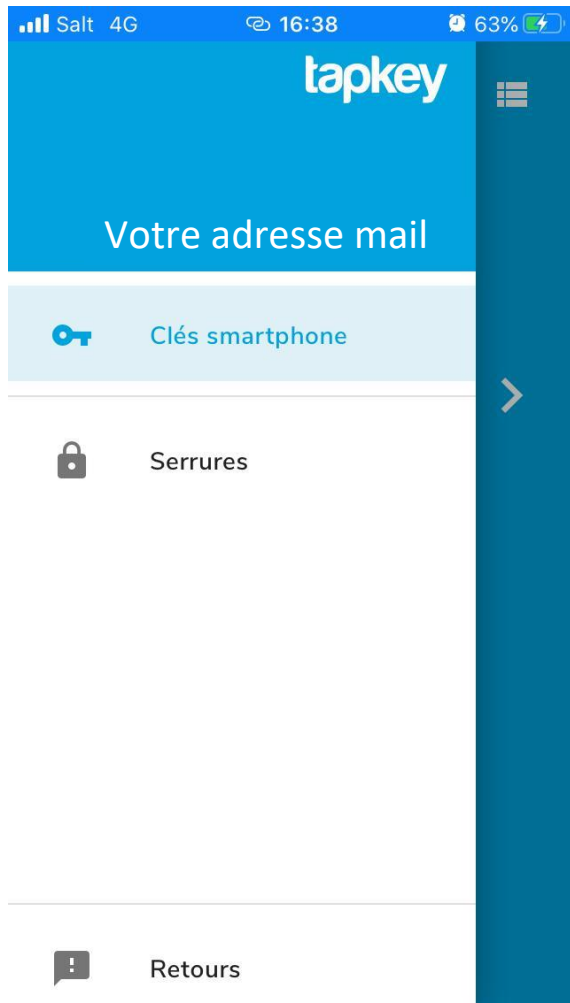 Salt 4G 16:38 63%
tapkey
Votre adresse mail
Clés smartphone
Serrures
Retours